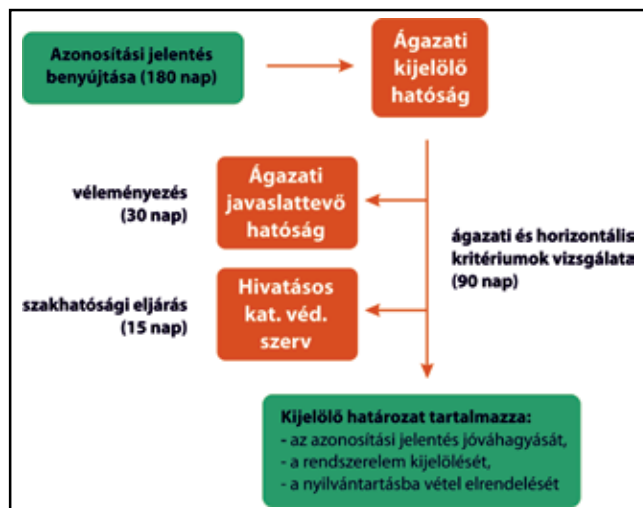 Azonosítási jelentés
benyújtása (180 nap)
Ágazati
kijelölő
hatóság
véleményezés
(30 nap)
Ágazati
javaslattevő
hatóság
ágazati és horizontális
kritériumok vizsgálata
(90 nap)
szakhatósági eljárás
(15 nap)
Hivatásos
kat. véd.
szerv
Kijelölő határozat tartalmazza:
- az azonosítási jelentés jóváhagyását,
- a rendszerelem kijelölését,
- a nyilvántartásba vétel elrendelését